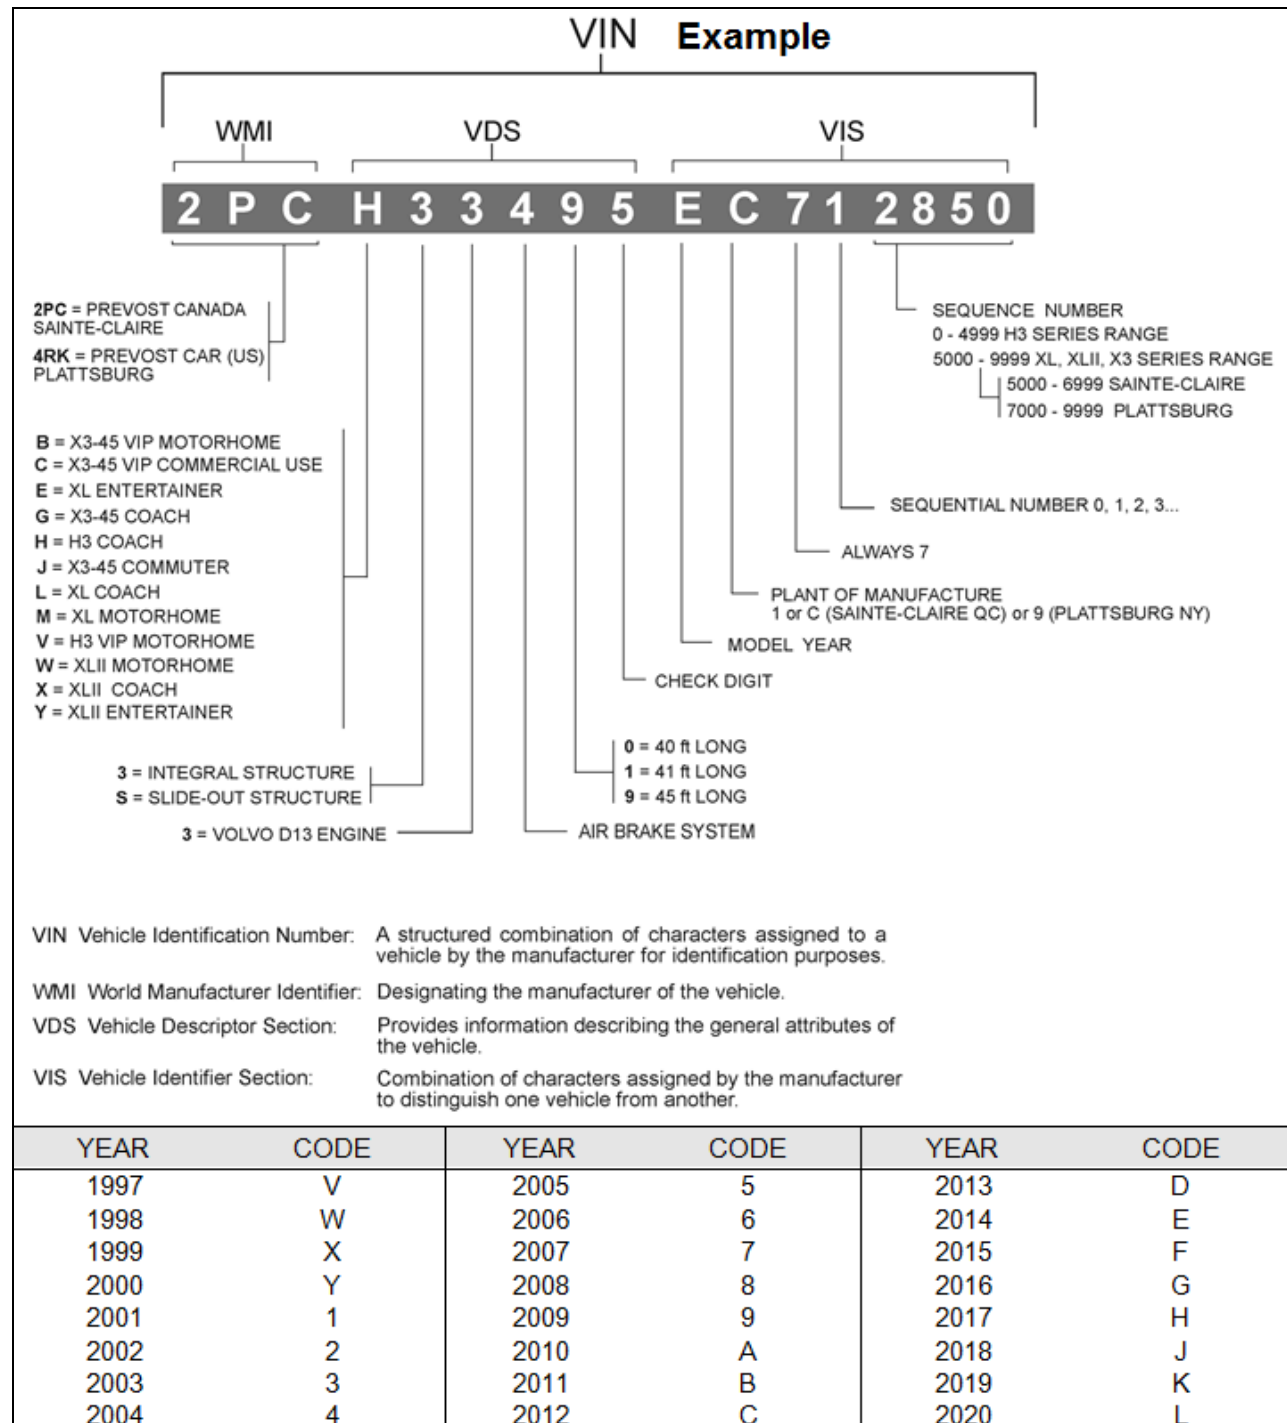 VIN Example
WMI VDS VIS
2 P C H 3 3 4 9 5 E C 7 1 2 8 5 0
2PC = PREVOST CANADA
SAINTE-CLAIRE
4RK = PREVOST CAR (US)
PLATTSBURG
SEQUENCE NUMBER
0 - 4999 H3 SERIES RANGE
5000 - 9999 XL, XLII, X3 SERIES RANGE
5000 - 6999 SAINTE-CLAIRE
7000 - 9999 PLATTSBURG
B = X3-45 VIP MOTORHOME
C = X3-45 VIP COMMERCIAL USE
E = XL ENTERTAINER
G = X3-45 COACH
H = H3 COACH
J = X3-45 COMMUTER
L = XL COACH
M = XL MOTORHOME
V = H3 VIP MOTORHOME
W = XLII MOTORHOME
X = XLII COACH
Y = XLII ENTERTAINER
SEQUENTIAL NUMBER 0, 1, 2, 3...
ALWAYS 7
PLANT OF MANUFACTURE
1 or C (SAINTE-CLAIRE QC) or 9 (PLATTSBURG NY)
MODEL YEAR
CHECK DIGIT
0 = 40 ft LONG
1 = 41 ft LONG
9 = 45 ft LONG
3 = INTEGRAL STRUCTURE
S = SLIDE-OUT STRUCTURE
3 = VOLVO D13 ENGINE
AIR BRAKE SYSTEM
VIN Vehicle Identification Number: A structured combination of characters assigned to a
vehicle by the manufacturer for identification purposes.
WMI World Manufacturer Identifier: Designating the manufacturer of the vehicle.
VDS Vehicle Descriptor Section: Provides information describing the general attributes of
the vehicle.
VIS Vehicle Identifier Section: Combination of characters assigned by the manufacturer
to distinguish one vehicle from another.
YEAR CODE YEAR CODE YEAR CODE
1997 V 2005 5 2013 D
1998 W 2006 6 2014 E
1999 X 2007 7 2015 F
2000 Y 2008 8 2016 G
2001 1 2009 9 2017 H
2002 2 2010 A 2018 J
2003 3 2011 B 2019 K
2004 4 2012 C 2020 L